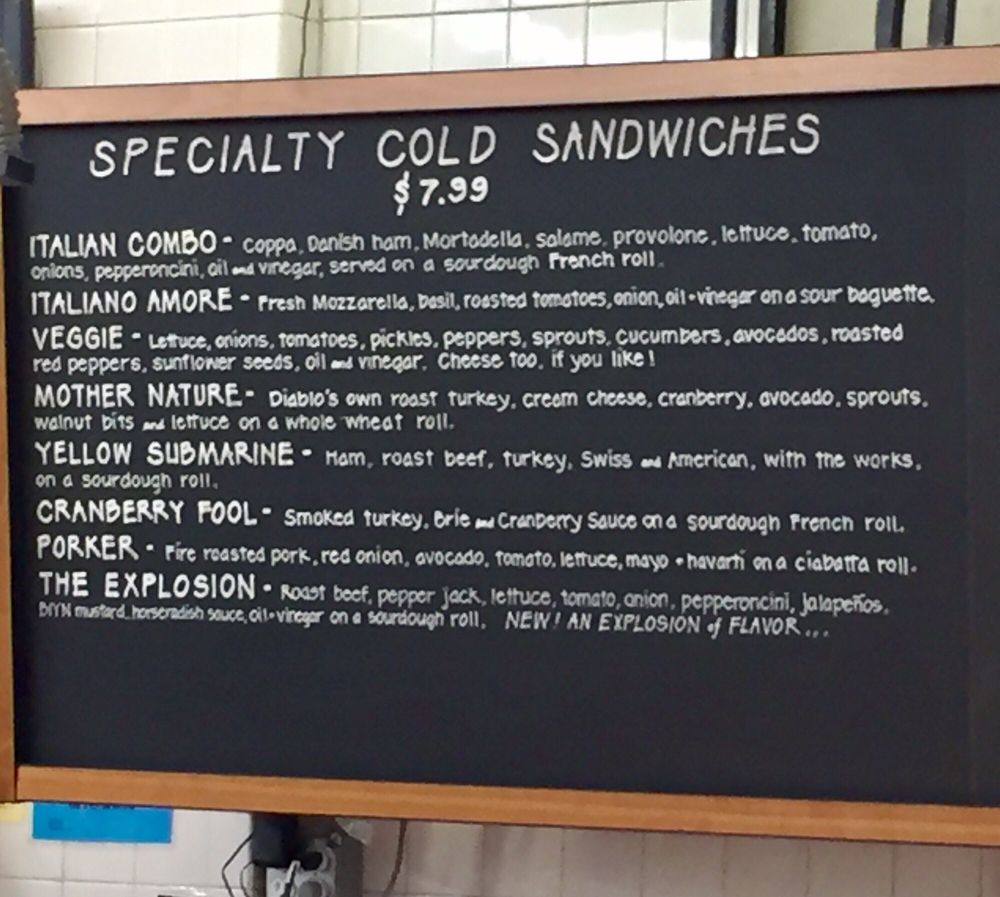 SPECIALTY COLD SANDWICHES
$7.99
ITALIAN COMBO - Coppa, Danish ham, Mortadella, salame, provolone, lettuce, tomato,
onions, pepperoncini, oil and vinegar, served on a sourdough French roll.
ITALIANO AMORE - Fresh Mozzarella, basil, roasted tomatoes, onion, oil + vinegar on a sour baguette.
VEGGIE - Lettuce, onions, tomatoes, pickles, peppers, sprouts, cucumbers, avocados, roasted
red peppers, sunflower seeds, oil and vinegar. Cheese too, if you like!
MOTHER NATURE - Diablo's own roast turkey, cream cheese, cranberry, avocado, sprouts,
walnut bits and lettuce on a whole wheat roll.
YELLOW SUBMARINE - Ham, roast beef, turkey, Swiss and American, with the works,
on a sourdough roll.
CRANBERRY FOOL - Smoked turkey, Brie and Cranberry Sauce on a sourdough French roll.
PORKER - Fire roasted pork, red onion, avocado, tomato, lettuce, mayo + havarti on a ciabatta roll.
THE EXPLOSION - Roast beef, pepper jack, lettuce, tomato, onion, pepperoncini, jalapeños,
mustard, horseradish sauce, oil + vinegar on a sourdough roll. NEW! AN EXPLOSION of FLAVOR...